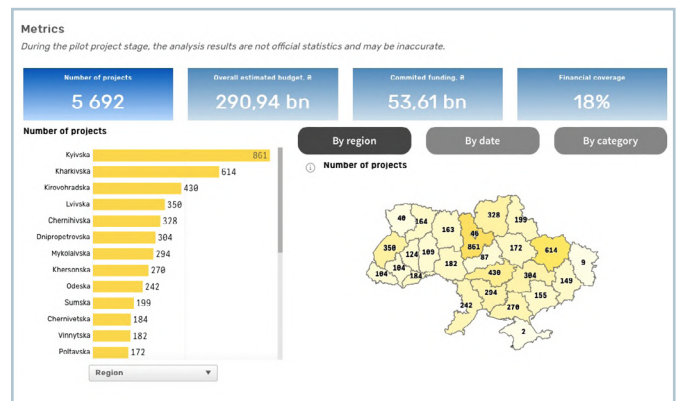 Metrics
During the pilot project stage, the analysis results are not official statistics and may be inaccurate.
Number of projects
5 692
Overall estimated budget, ₴
290,94 bn
Commited funding, ₴
53,61 bn
Financial coverage
18%
Number of projects
Kyivska 861
Kharkivska 614
Kirovohradska 430
Lvivska 350
Chernihivska 328
Dnipropetrovska 304
Mykolaivska 294
Khersonska 270
Odeska 242
Sumska 199
Chernivetska 184
Vinnytska 182
Poltavska 172
Region
By region
By date
By category
Number of projects
40
164
163
46
328
199
350
124
109
861
87
172
614
9
104
104
184
182
430
304
149
294
155
242
270
2